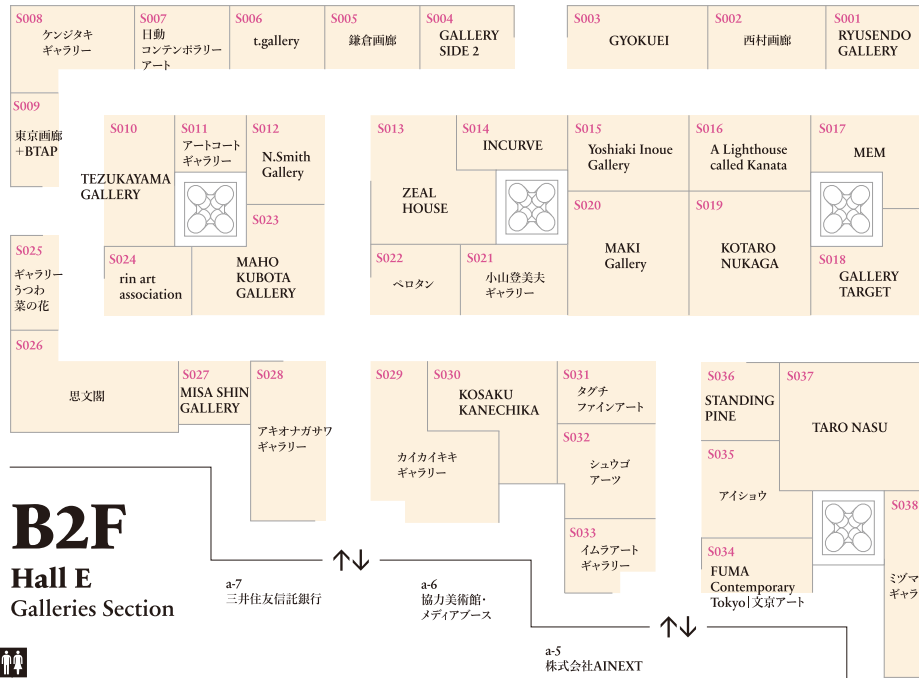 S008
ケンジタキ
ギャラリー
S007
日動
コンテンポラリー
アート
S006
t.gallery
S005
鎌倉画廊
S004
GALLERY
SIDE 2
S003
GYOKUEI
S002
西村画廊
S001
RYUSENDO
GALLERY
S009
東京画廊
+BTAP
S010
TEZUKAYAMA
GALLERY
S011
アートコート
ギャラリー
S012
N.Smith
Gallery
S013
ZEAL
HOUSE
S014
INCURVE
S015
Yoshiaki Inoue
Gallery
S016
A Lighthouse
called Kanata
S017
MEM
S023
MAHO
KUBOTA
GALLERY
S020
MAKI
Gallery
S019
KOTARO
NUKAGA
S025
ギャラリー
うつわ
菜の花
S024
rin art
association
S022
ペロタン
S021
小山登美夫
ギャラリー
S018
GALLERY
TARGET
S026
思文閣
S027
MISA SHIN
GALLERY
S028
アキオナガサワ
ギャラリー
S029
カイカイキキ
ギャラリー
S030
KOSAKU
KANECHIKA
S031
タグチ
ファインアート
S032
シュウゴ
アーツ
S033
イムラアート
ギャラリー
S036
STANDING
PINE
S037
TARO NASU
S035
アイショウ
S034
FUMA
Contemporary
Tokyo|文京アート
S038
ミヅマ
ギャラ
B2F
Hall E
Galleries Section
a-7
三井住友信託銀行
a-6
協力美術館・
メディアブース
a-5
株式会社AINEXT